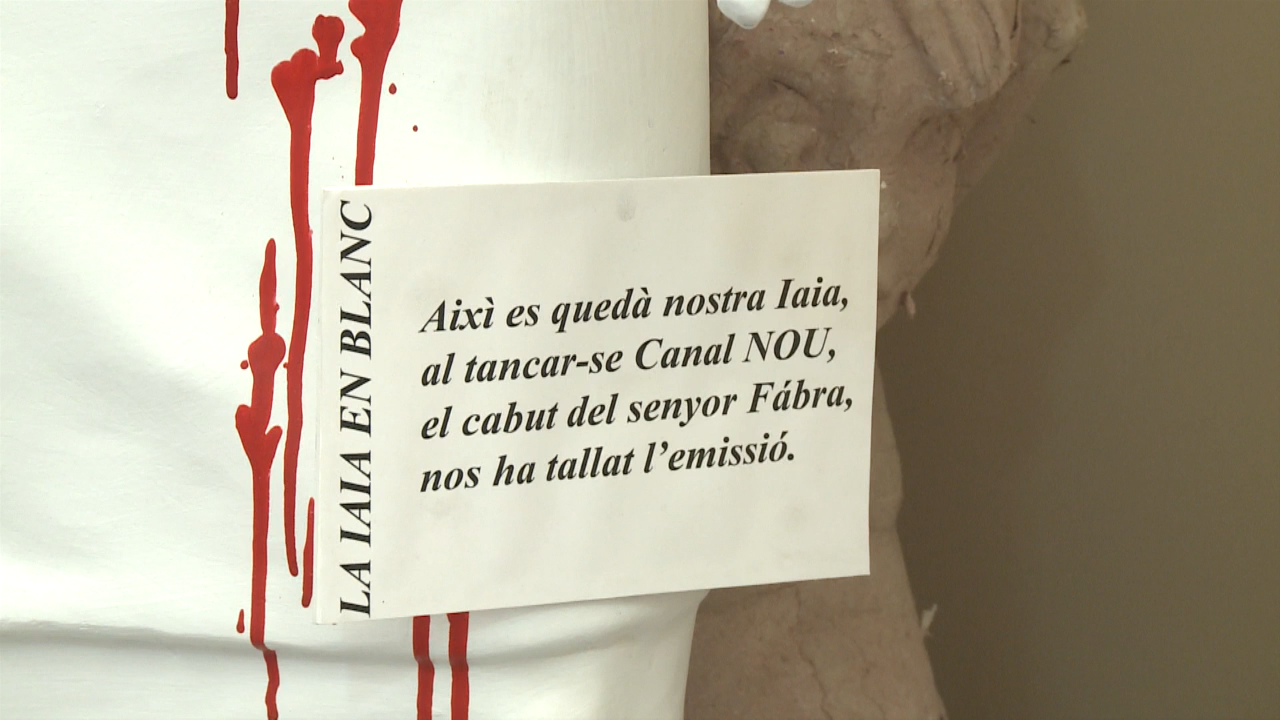 LA IAIA EN BLANC
Aixì es quedà nostra Iaia,
al tancar-se Canal NOU,
el cabut del senyor Fábra,
nos ha tallat l’emissió.